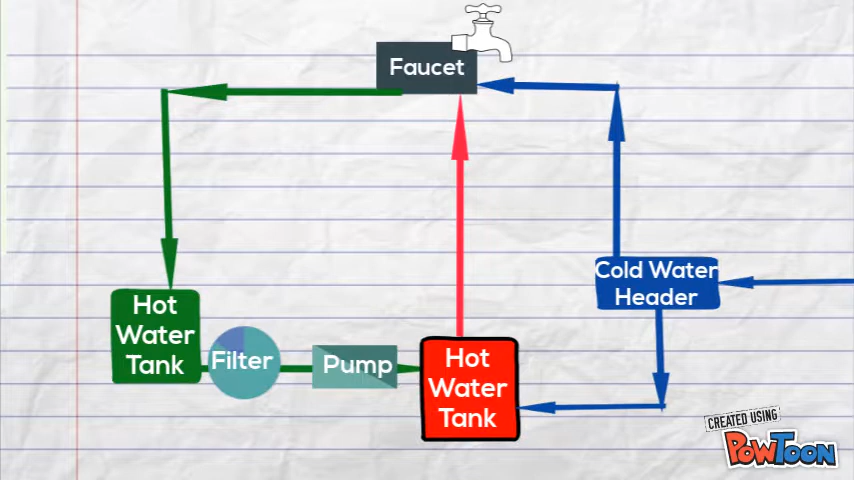 Faucet
Cold Water
Header
Hot
Water
Tank
Filter
Pump
Hot
Water
Tank
CREATED USING
POWTOON